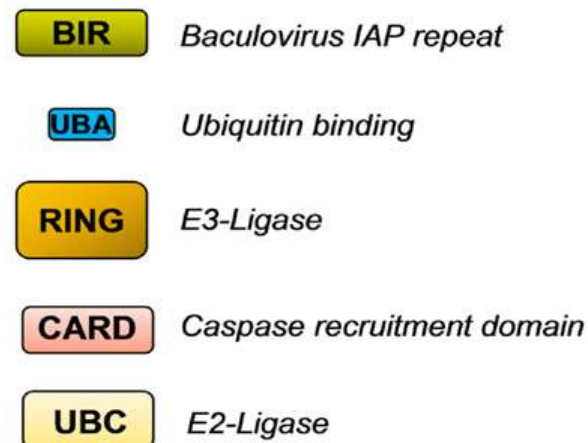 BIR Baculovirus IAP repeat
UBA Ubiquitin binding
RING E3-Ligase
CARD Caspase recruitment domain
UBC E2-Ligase